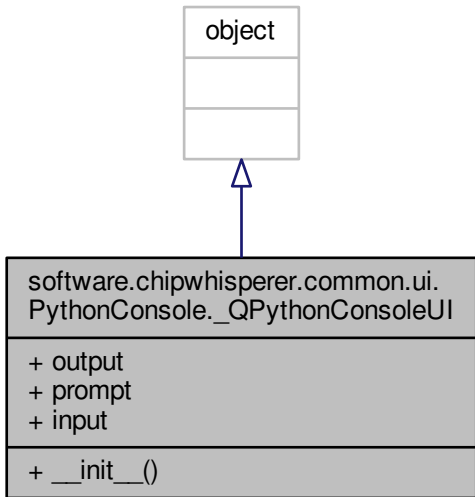 object
software.chipwhisperer.common.ui.
PythonConsole._QPythonConsoleUI
+ output
+ prompt
+ input
+ __init__()